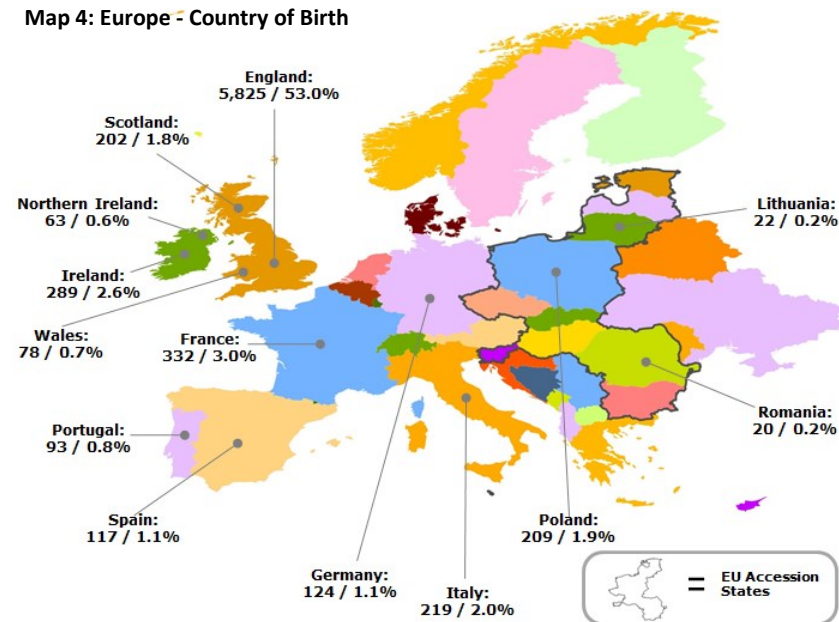 Map 4: Europe - Country of Birth
England:
5,825 / 53.0%
Scotland:
202 / 1.8%
Northern Ireland:
63 / 0.6%
Lithuania:
22 / 0.2%
Ireland:
289 / 2.6%
Wales:
78 / 0.7%
France:
332 / 3.0%
Portugal:
93 / 0.8%
Romania:
20 / 0.2%
Spain:
117 / 1.1%
Poland:
209 / 1.9%
Germany:
124 / 1.1%
Italy:
219 / 2.0%
= EU Accession
States